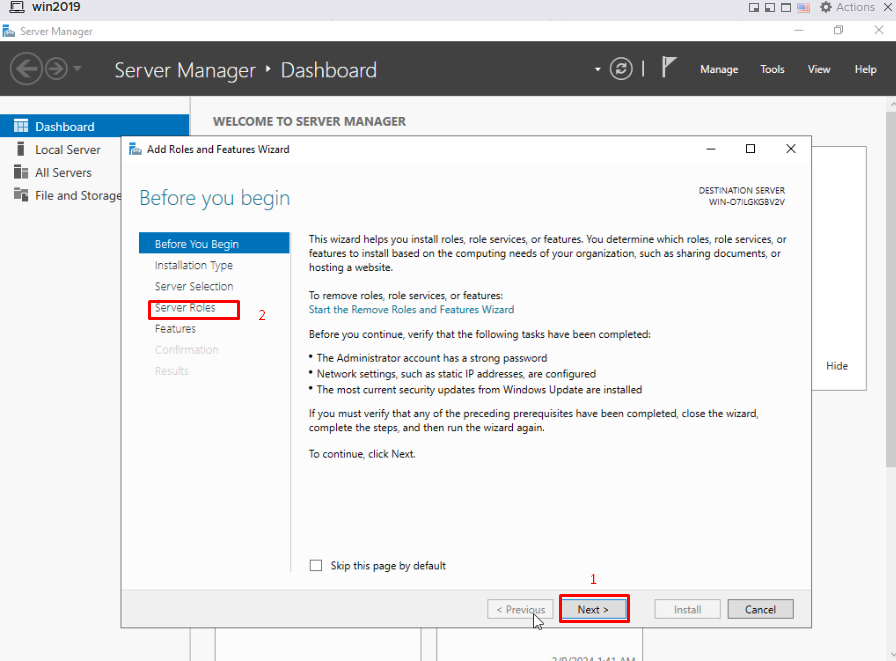 win2019
Actions
Server Manager
Server Manager
Dashboard
Manage
Tools
View
Help
WELCOME TO SERVER MANAGER
Dashboard
Local Server
All Servers
File and Storage
Add Roles and Features Wizard
Before you begin
DESTINATION SERVER
WIN-O7ILGKGBV2V
Before You Begin
Installation Type
Server Selection
Server Roles
2
Features
Confirmation
Results
This wizard helps you install roles, role services, or features. You determine which roles, role services, or
features to install based on the computing needs of your organization, such as sharing documents, or
hosting a website.
To remove roles, role services, or features:
Start the Remove Roles and Features Wizard
Before you continue, verify that the following tasks have been completed:
• The Administrator account has a strong password
• Network settings, such as static IP addresses, are configured
• The most current security updates from Windows Update are installed
If you must verify that any of the preceding prerequisites have been completed, close the wizard,
complete the steps, and then run the wizard again.
To continue, click Next.
Hide
Skip this page by default
1
< Previous
Next >
Install
Cancel
2/9/2024 1:41 AM